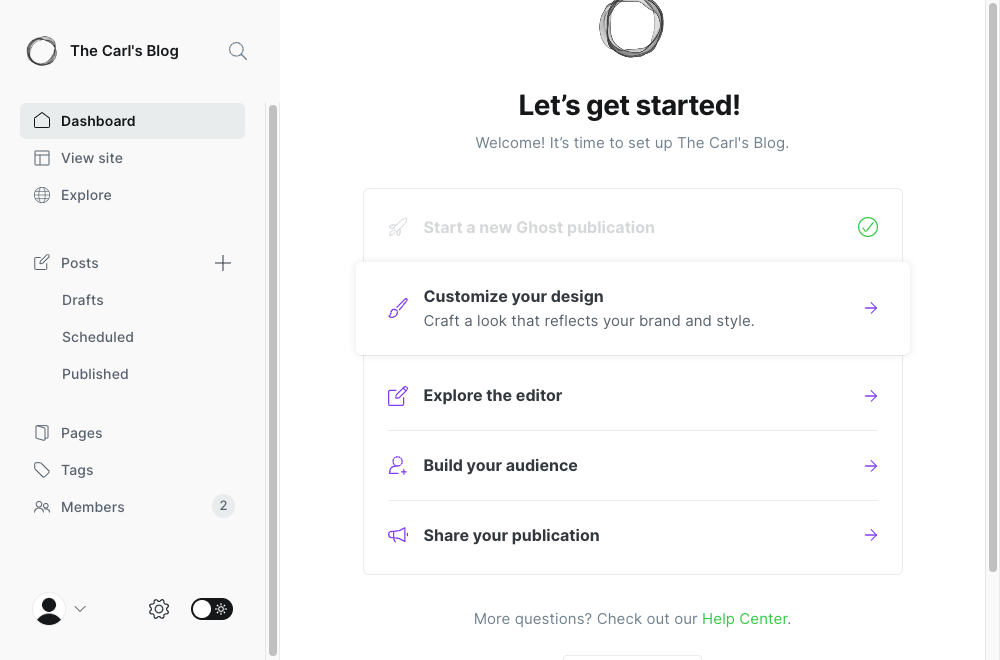 The Carl's Blog
Dashboard
View site
Explore
Posts
Drafts
Scheduled
Published
Pages
Tags
Members 2
Let’s get started!
Welcome! It’s time to set up The Carl's Blog.
Start a new Ghost publication
Customize your design
Craft a look that reflects your brand and style.
Explore the editor
Build your audience
Share your publication
More questions? Check out our Help Center.